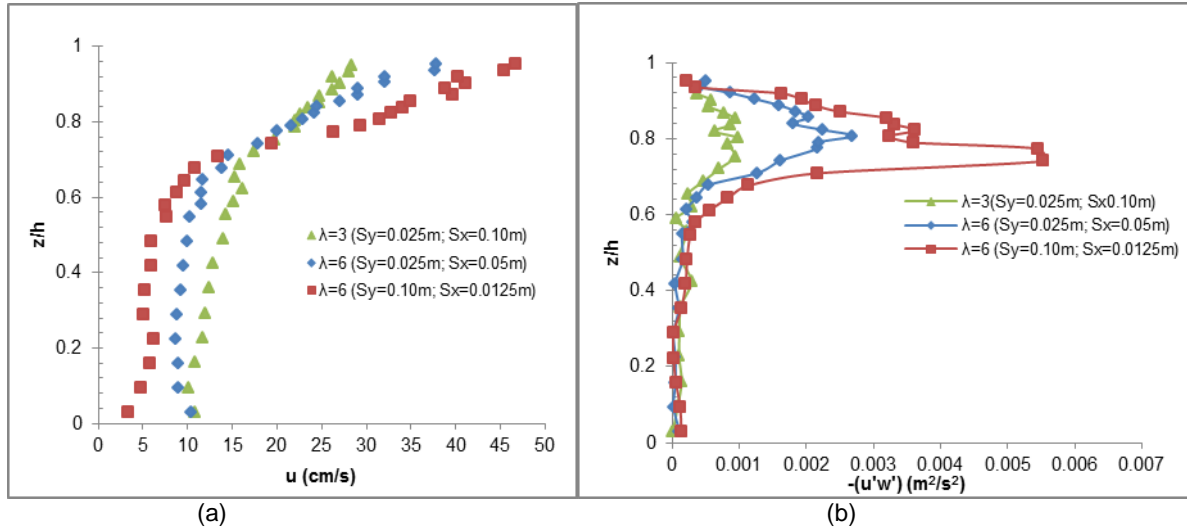 1
0.8
0.6
0.4
0.2
0
z/h
0 5 10 15 20 25 30 35 40 45 50
u (cm/s)
λ=3 (Sy=0.025m; Sx=0.10m)
λ=6 (Sy=0.025m; Sx=0.05m)
λ=6 (Sy=0.10m; Sx=0.0125m)
(a)
1
0.8
0.6
0.4
0.2
0
z/h
0 0.001 0.002 0.003 0.004 0.005 0.006 0.007
-(u'w') (m²/s²)
λ=3(Sy=0.025m; Sx0.10m)
λ=6 (Sy=0.025m; Sx=0.05m)
λ=6 (Sy=0.10m; Sx=0.0125m)
(b)